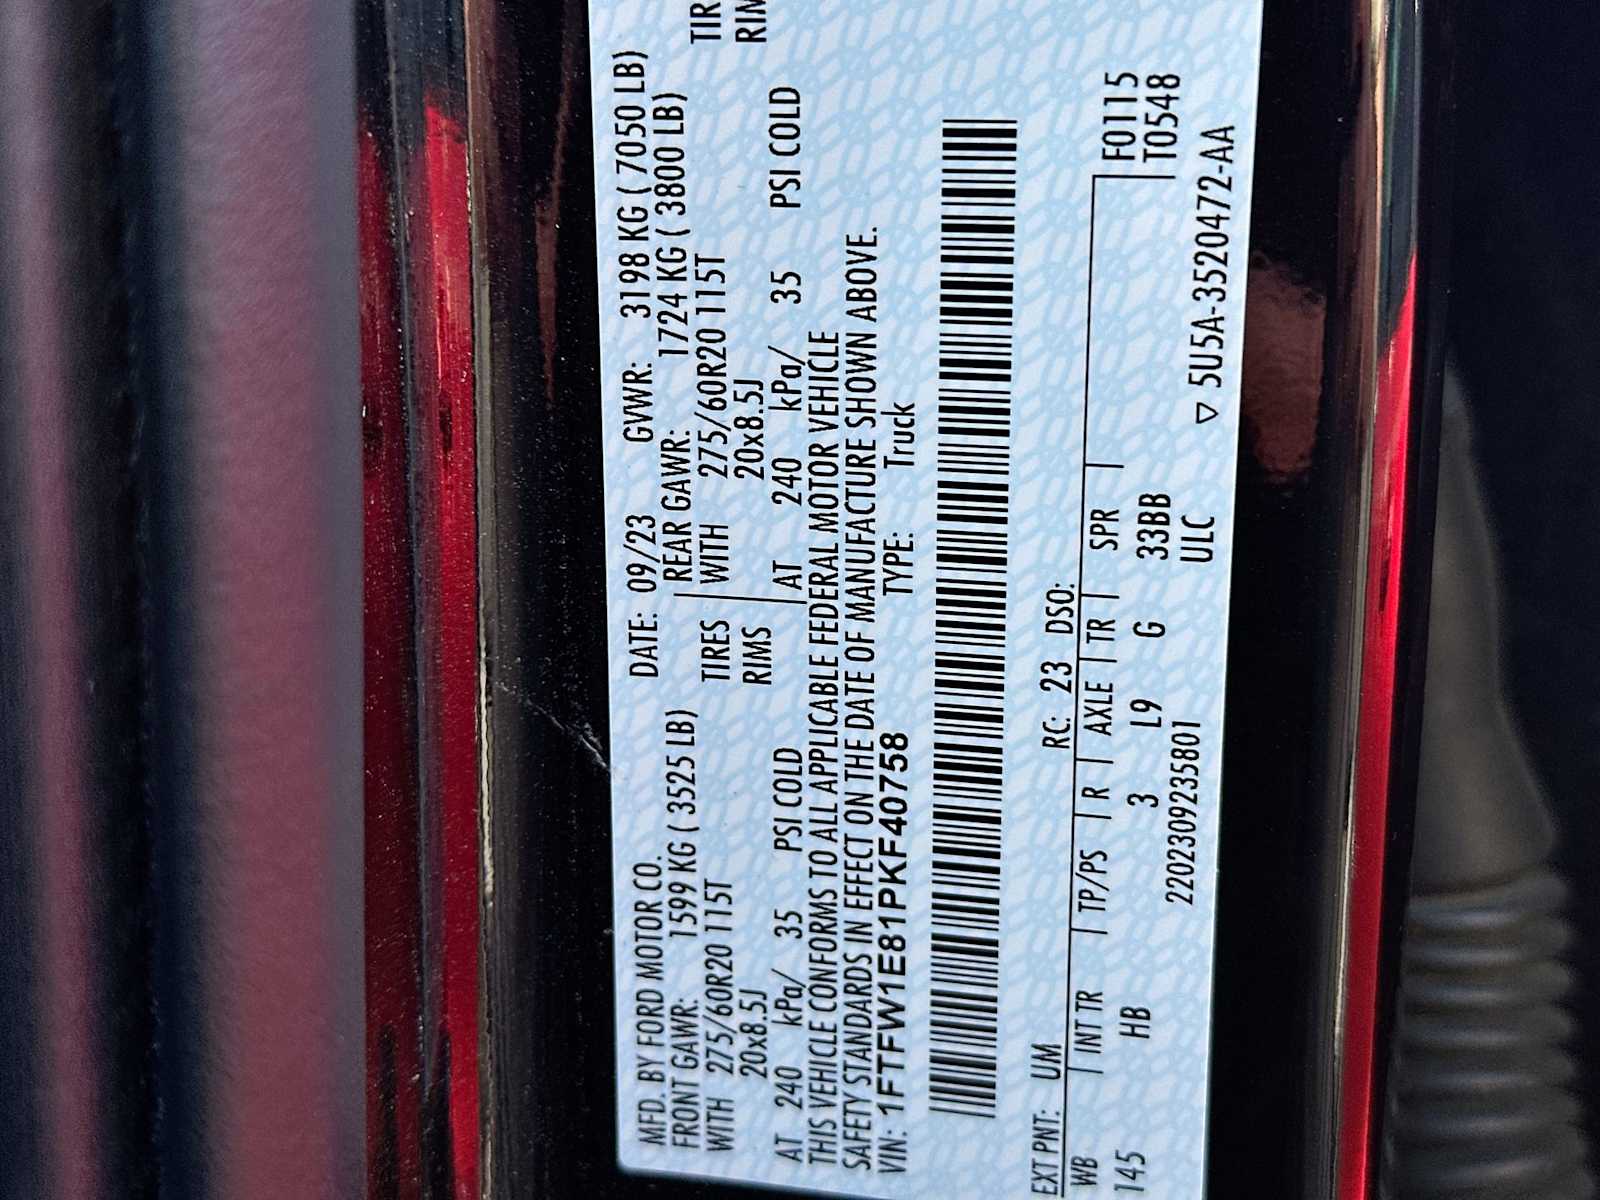 MFD. BY FORD MOTOR CO. DATE: 09/23 GVWR: 3198 KG ( 7050 LB)
FRONT GAWR: 1599 KG ( 3525 LB) REAR GAWR: 1724 KG ( 3800 LB)
WITH 275/60R20 115T TIRES WITH 275/60R20 115T TIR
20x8.5J RIMS 20x8.5J RIM
AT 240 kPa/ 35 PSI COLD AT 240 kPa/ 35 PSI COLD
THIS VEHICLE CONFORMS TO ALL APPLICABLE FEDERAL MOTOR VEHICLE
SAFETY STANDARDS IN EFFECT ON THE DATE OF MANUFACTURE SHOWN ABOVE.
VIN: 1FTFW1E81PKF40758 TYPE: Truck
EXT PNT: UM RC: 23 DSO:
WB INT TR TP/PS R AXLE TR SPR F0115
145 HB 3 L9 G 33BB T0548
220230923580​1 ULC
▽ 5U5A-3520472-AA